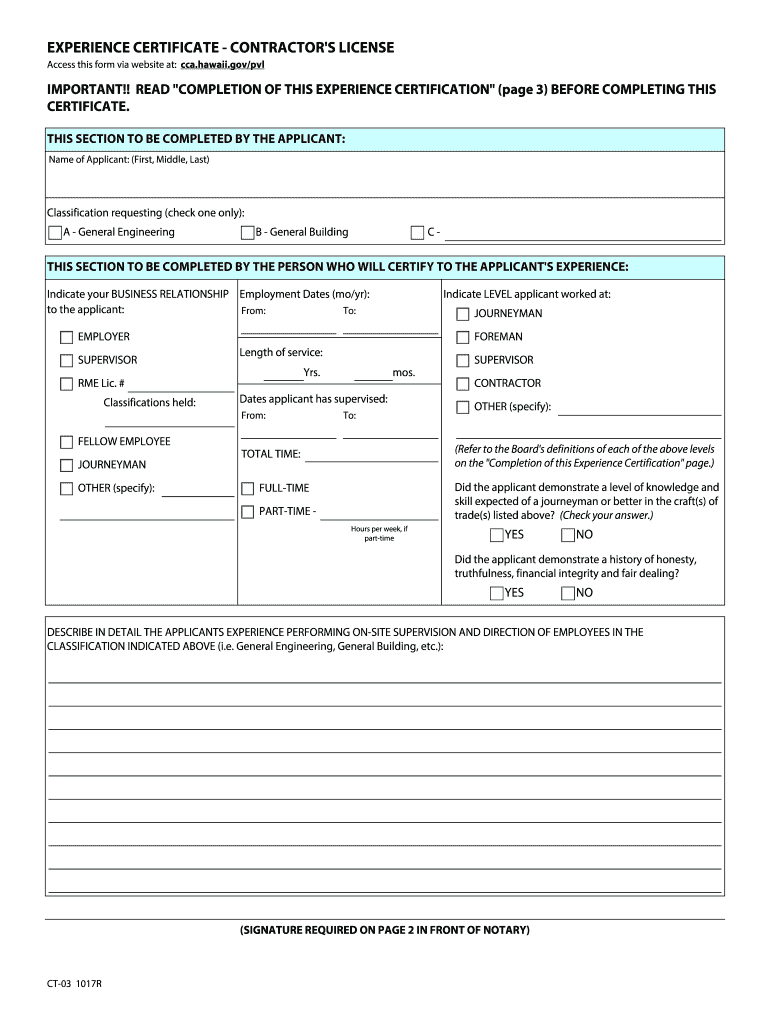 EXPERIENCE CERTIFICATE - CONTRACTOR'S LICENSE
Access this form via website at: cca.hawaii.gov/pvl
IMPORTANT!! READ "COMPLETION OF THIS EXPERIENCE CERTIFICATION" (page 3) BEFORE COMPLETING THIS
CERTIFICATE.
THIS SECTION TO BE COMPLETED BY THE APPLICANT:
Name of Applicant: (First, Middle, Last)
Classification requesting (check one only):
A - General Engineering
B - General Building
C -
THIS SECTION TO BE COMPLETED BY THE PERSON WHO WILL CERTIFY TO THE APPLICANT'S EXPERIENCE:
Indicate your BUSINESS RELATIONSHIP
to the applicant:
EMPLOYER
SUPERVISOR
RME Lic. #
Classifications held:
FELLOW EMPLOYEE
JOURNEYMAN
OTHER (specify):
Employment Dates (mo/yr):
From: To:
Length of service:
Yrs. mos.
Dates applicant has supervised:
From: To:
TOTAL TIME:
FULL-TIME
PART-TIME -
Hours per week, if
part-time
Indicate LEVEL applicant worked at:
JOURNEYMAN
FOREMAN
SUPERVISOR
CONTRACTOR
OTHER (specify):
(Refer to the Board's definitions of each of the above levels
on the "Completion of this Experience Certification" page.)
Did the applicant demonstrate a level of knowledge and
skill expected of a journeyman or better in the craft(s) of
trade(s) listed above? (Check your answer.)
YES NO
Did the applicant demonstrate a history of honesty,
truthfulness, financial integrity and fair dealing?
YES NO
DESCRIBE IN DETAIL THE APPLICANTS EXPERIENCE PERFORMING ON-SITE SUPERVISION AND DIRECTION OF EMPLOYEES IN THE
CLASSIFICATION INDICATED ABOVE (i.e. General Engineering, General Building, etc.):
(SIGNATURE REQUIRED ON PAGE 2 IN FRONT OF NOTARY)
CT-03 1017R